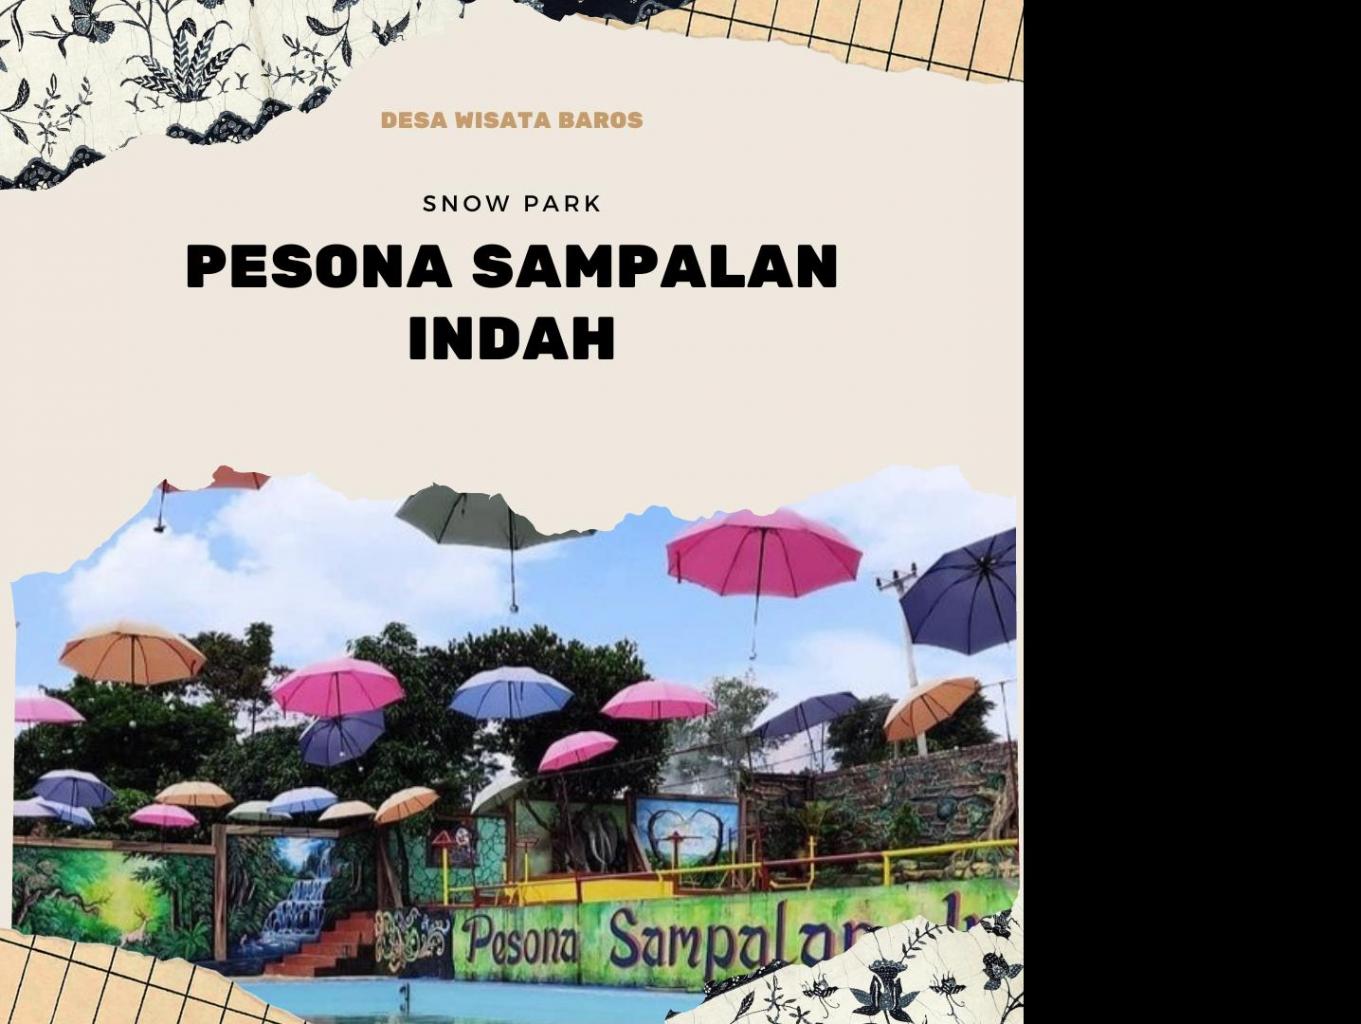 DESA WISATA BAROS
SNOW PARK
PESONA SAMPALAN
INDAH
Pesona Sampalan